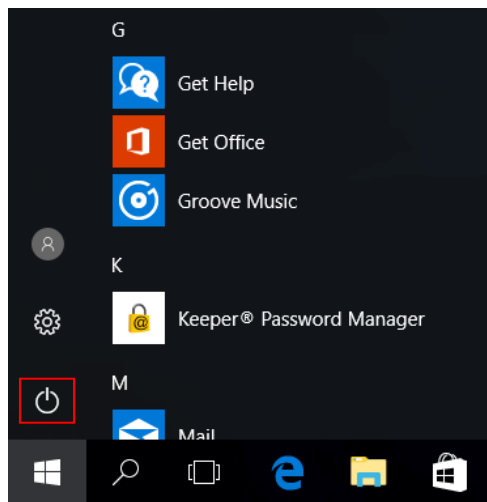 G
Get Help
Get Office
Groove Music
K
Keeper® Password Manager
M
Mail